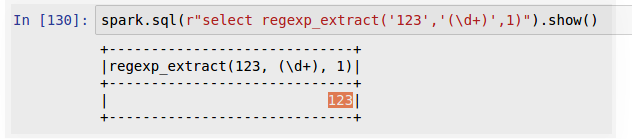 In [130]: spark.sql(r"select regexp_extract('123','(\d+)',1)").show()
+----------------------------+
|regexp_extract(123, (\d+), 1)|
+----------------------------+
| 123|
+----------------------------+